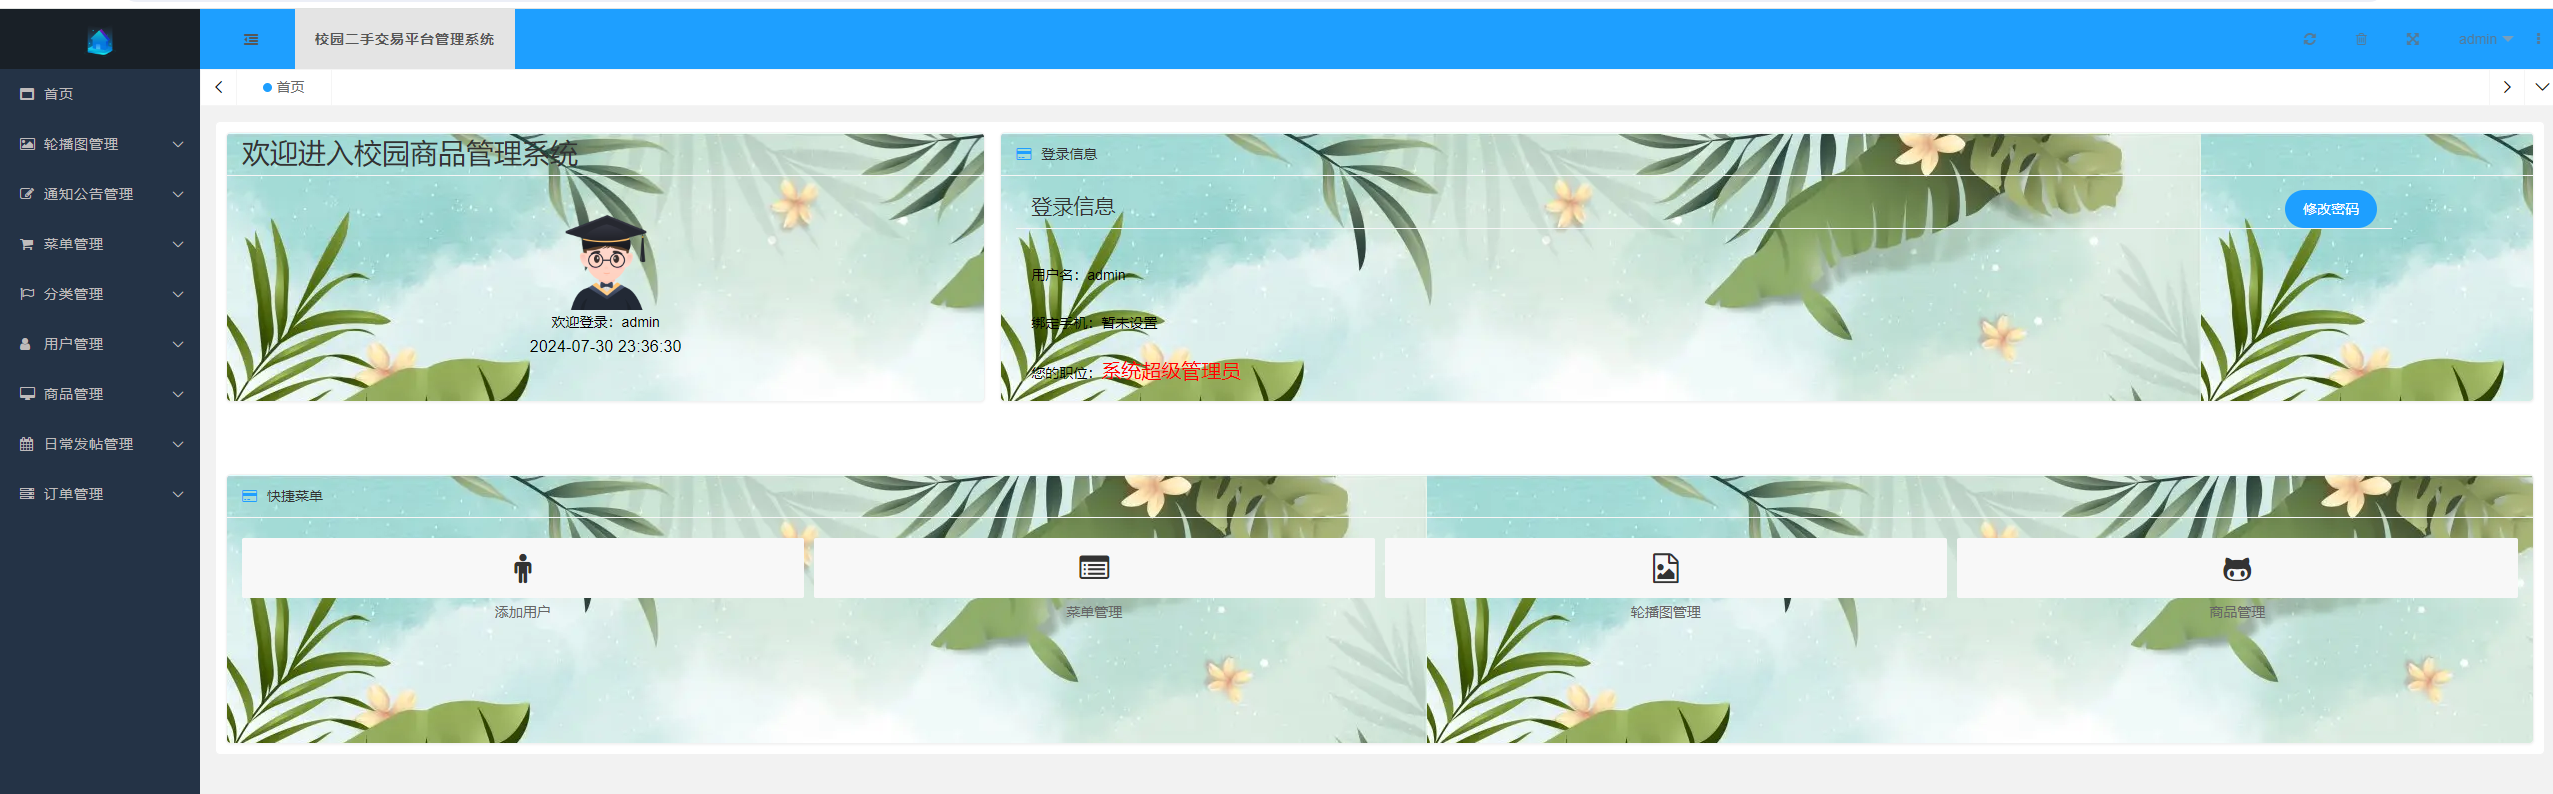 校园二手交易平台管理系统
admin
首页
首页
轮播图管理
通知公告管理
菜单管理
分类管理
用户管理
商品管理
日常发帖管理
订单管理
欢迎进入校园商品管理系统
欢迎登录：admin
2024-07-30 23:36:30
登录信息
登录信息
修改密码
用户名：admin
绑定手机：暂未设置
您的职位：系统超级管理员
快捷菜单
添加用户
菜单管理
轮播图管理
商品管理